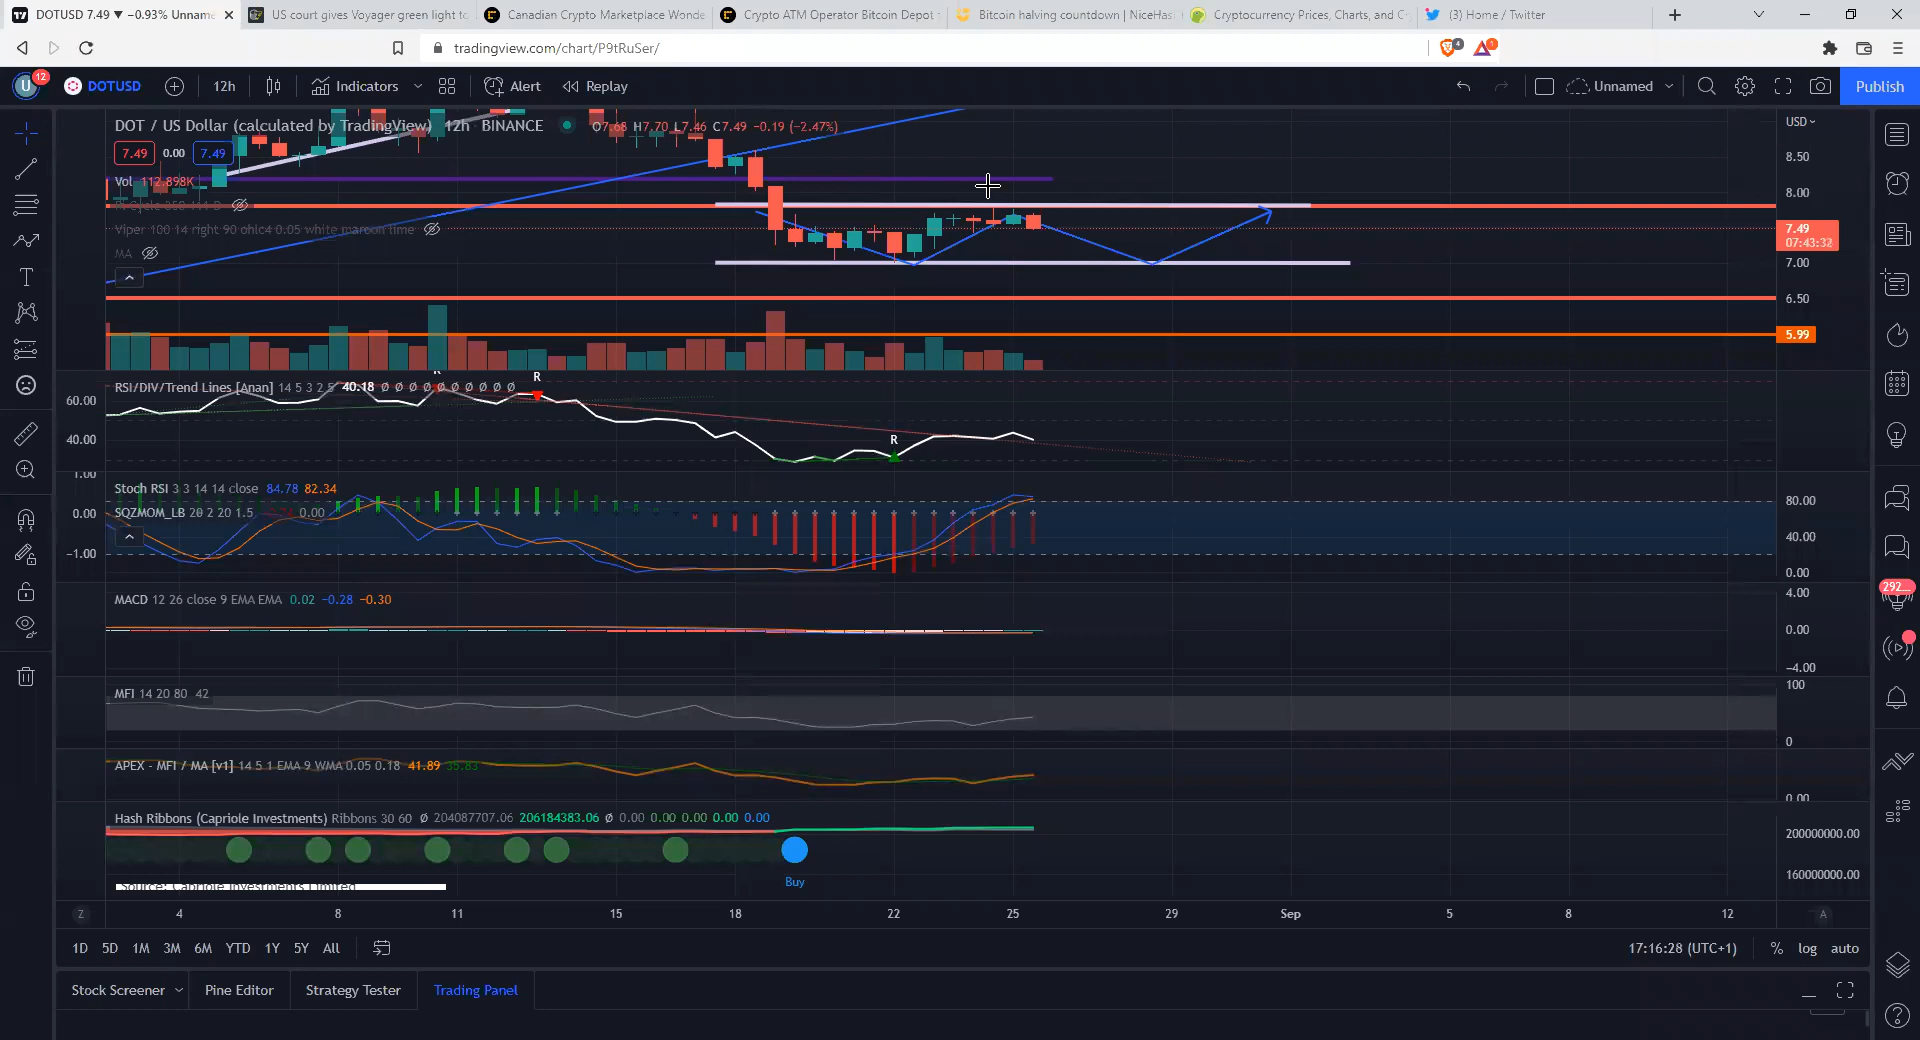 DOTUSD 7.49 ▼ −0.93% Unnam
US court gives Voyager green light to
Canadian Crypto Marketplace Wonde
Crypto ATM Operator Bitcoin Depot
Bitcoin halving countdown | NiceHas
Cryptocurrency Prices, Charts, and C
(3) Home / Twitter
tradingview.com/chart/P9tRuSer/
4
1
U
12
DOTUSD
12h
Indicators
Alert
Replay
Unnamed
Publish
DOT / US Dollar (calculated by TradingView) 12h BINANCE O7.68 H7.70 L7.46 C7.49 −0.19 (−2.47%)
7.49 0.00 7.49
Vol 112.898K
Viper 100 14 right 90 ohlc4 0.05 white maroon lime
MA
USD
8.50
8.00
7.49
07:43:32
7.00
6.50
5.99
RSI/DIV/Trend Lines [Anan] 14 5 3 2 5 40.18 Ø Ø Ø Ø Ø Ø Ø Ø Ø Ø
R
R
R
60.00
40.00
1.00
0.00
−1.00
Stoch RSI 3 3 14 14 close 84.78 82.34
SQZMOM_LB 20 2 20 1.5 0.00
80.00
40.00
0.00
MACD 12 26 close 9 EMA EMA 0.02 −0.28 −0.30
4.00
0.00
−4.00
MFI 14 20 80 42
100
0
APEX - MFI / MA [v1] 14 5 1 EMA 9 WMA 0.05 0.18 41.89 35.83
0.00
Hash Ribbons (Capriole Investments) Ribbons 30 60 Ø 204087707.06 206184383.06 Ø 0.00 0.00 0.00 0.00 0.00
200000000.00
160000000.00
Buy
Source: Capriole Investments Limited
Z 4 8 11 15 18 22 25 29 Sep 5 8 12 A
1D 5D 1M 3M 6M YTD 1Y 5Y All
17:16:28 (UTC+1) % log auto
Stock Screener Pine Editor Strategy Tester Trading Panel
292